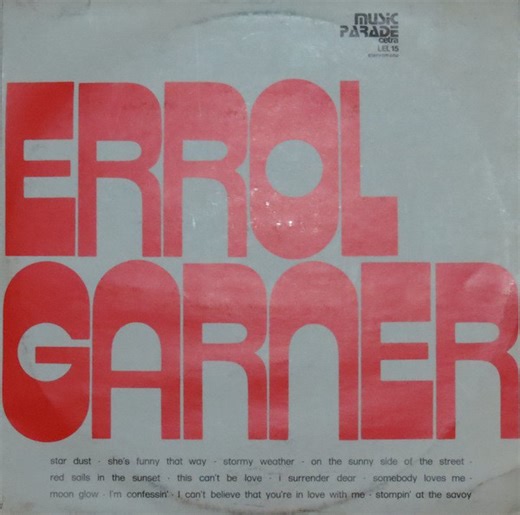 MUSIC
PARADE
cetra
LEL 15
ERROL
GARNER
star dust · she's funny that way · stormy weather · on the sunny side of the street ·
red sails in the sunset · this can't be love · i surrender dear · somebody loves me ·
moon glow · I'm confessin' · I can't believe that you're in love with me · stompin' at the savoy